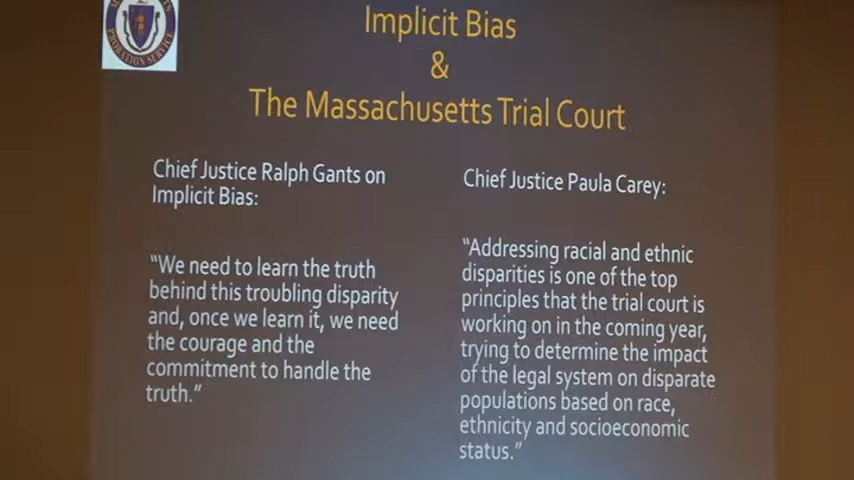 PROBATION SERVICE
Implicit Bias
&
The Massachusetts Trial Court
Chief Justice Ralph Gants on
Implicit Bias:
“We need to learn the truth
behind this troubling disparity
and, once we learn it, we need
the courage and the
commitment to handle the
truth.”
Chief Justice Paula Carey:
“Addressing racial and ethnic
disparities is one of the top
principles that the trial court is
working on in the coming year,
trying to determine the impact
of the legal system on disparate
populations based on race,
ethnicity and socioeconomic
status.”